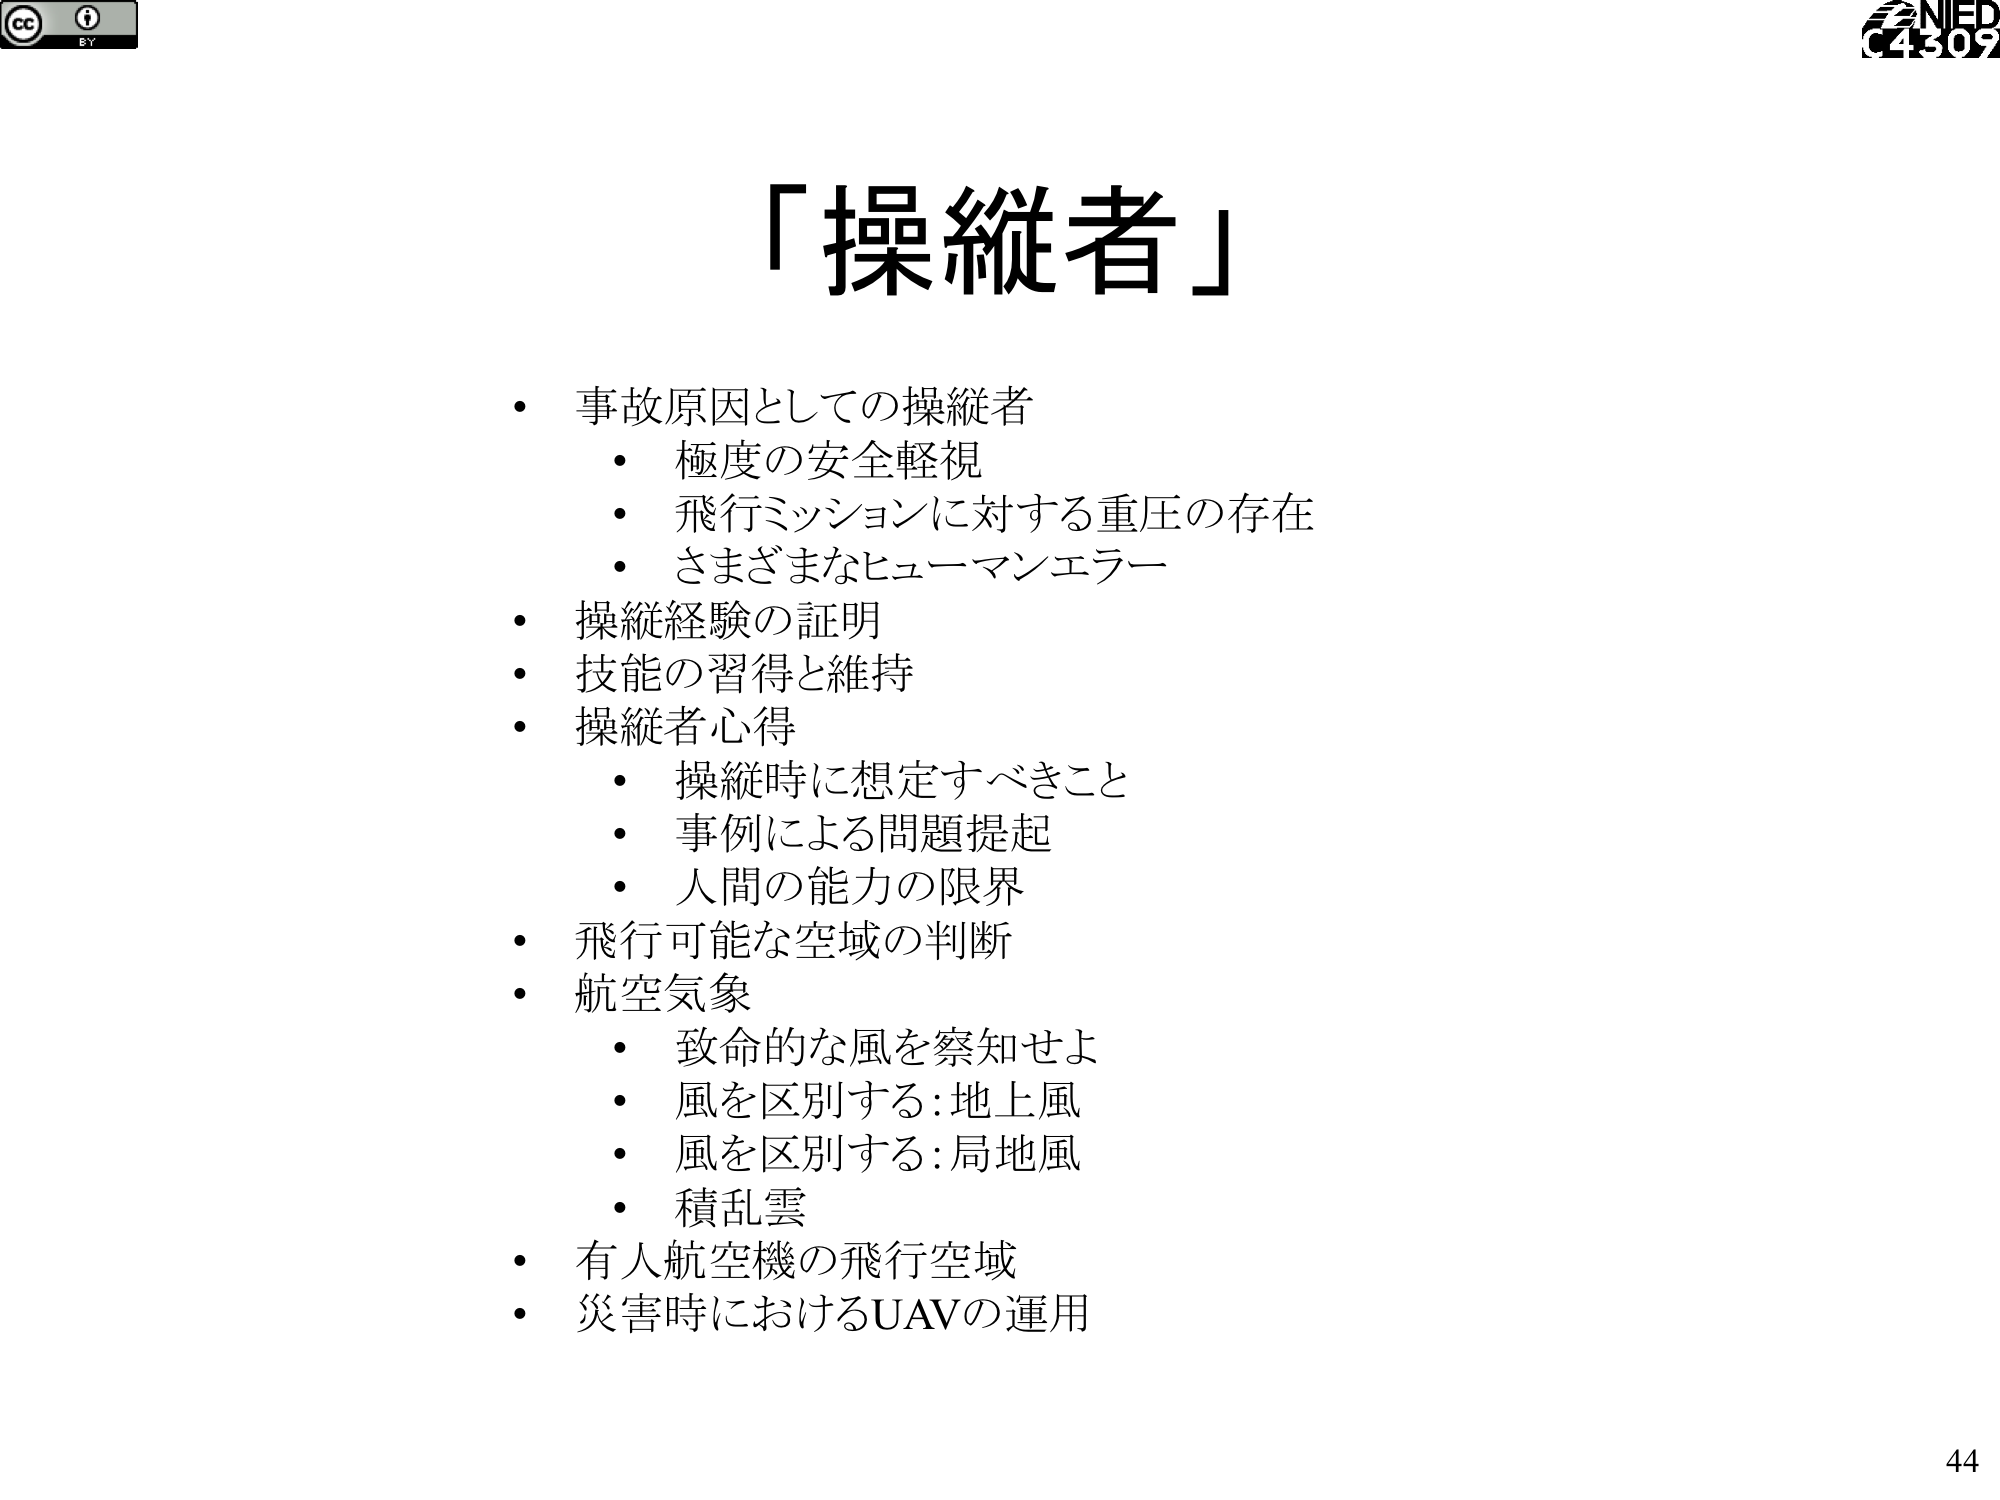 cc BY
NIED
C4309
「操縦者」
• 事故原因としての操縦者
• 極度の安全軽視
• 飛行ミッションに対する重圧の存在
• さまざまなヒューマンエラー
• 操縦経験の証明
• 技能の習得と維持
• 操縦者心得
• 操縦時に想定すべきこと
• 事例による問題提起
• 人間の能力の限界
• 飛行可能な空域の判断
• 航空気象
• 致命的な風を察知せよ
• 風を区別する：地上風
• 風を区別する：局地風
• 積乱雲
• 有人航空機の飛行空域
• 災害時におけるUAVの運用
44